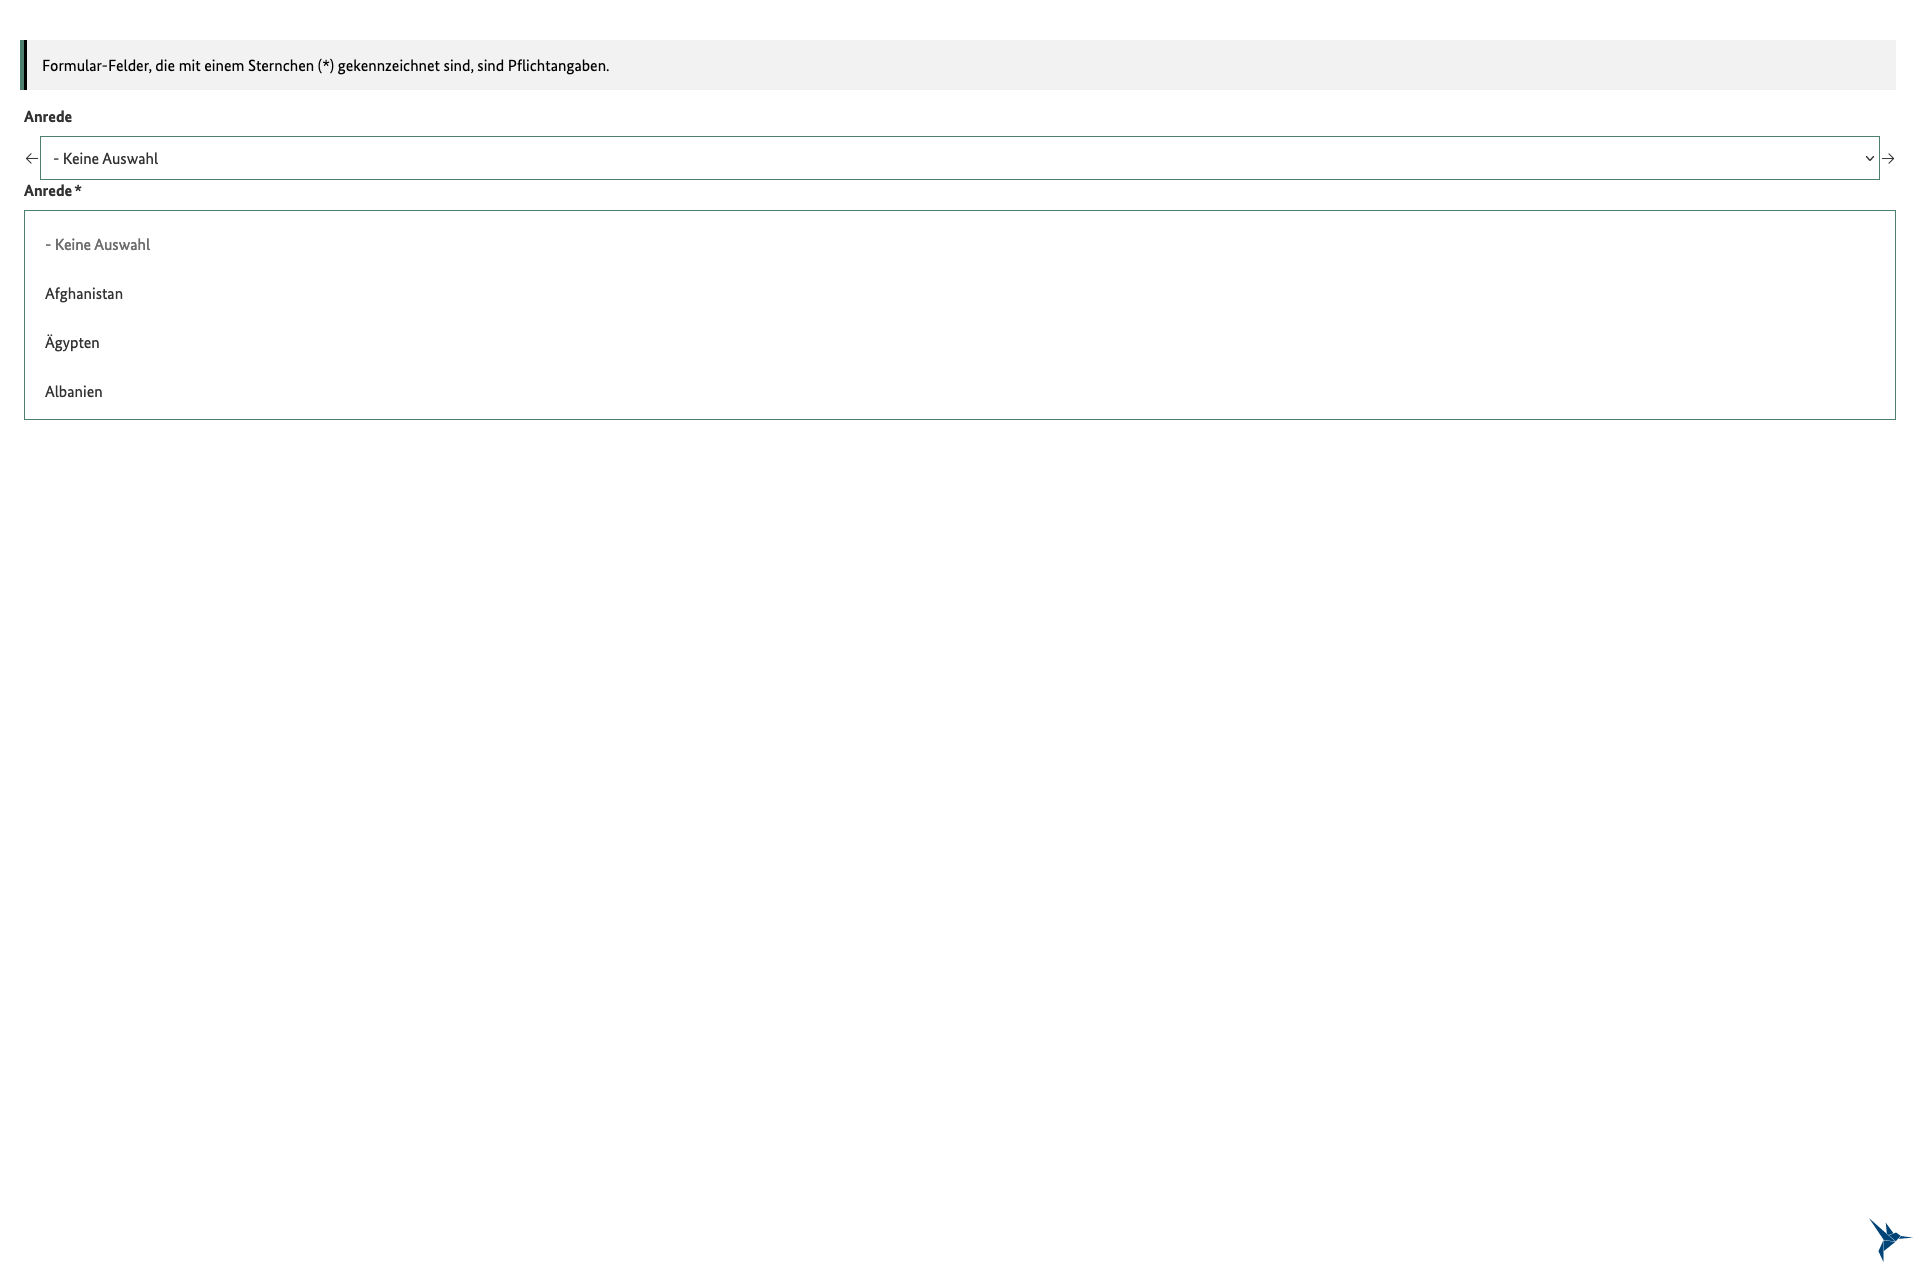 Formular-Felder, die mit einem Sternchen (*) gekennzeichnet sind, sind Pflichtangaben.
Anrede
- Keine Auswahl
Anrede *
- Keine Auswahl
Afghanistan
Ägypten
Albanien